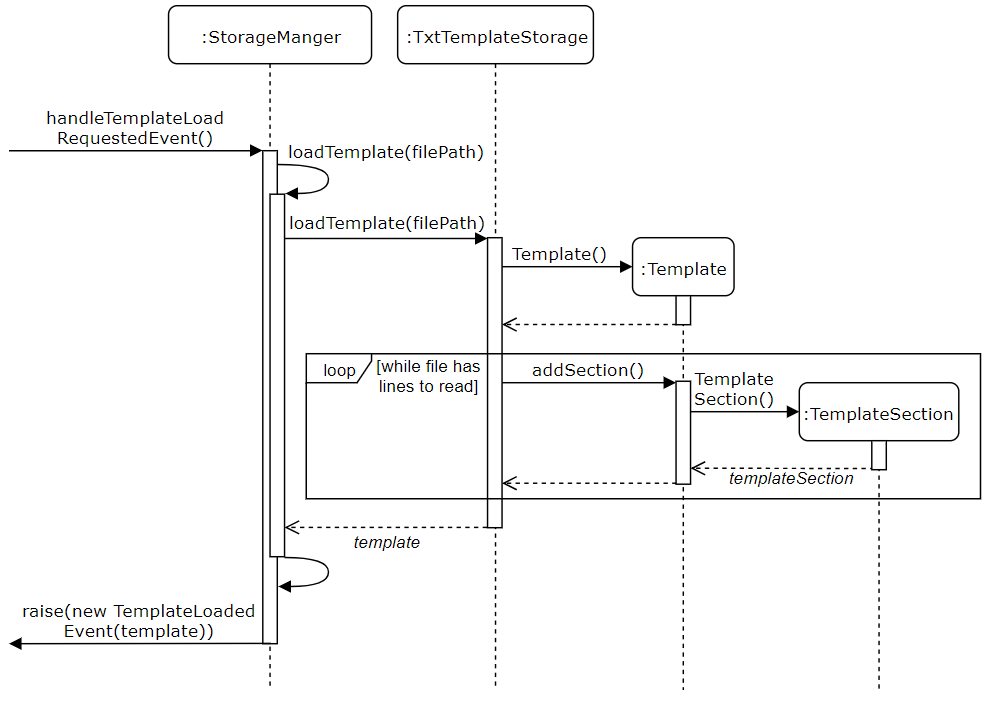 :StorageManger
:TxtTemplateStorage
handleTemplateLoad
RequestedEvent()
loadTemplate(filePath)
loadTemplate(filePath)
Template()
:Template
loop
[while file has
lines to read]
addSection()
Template
Section()
:TemplateSection
templateSection
template
raise(new TemplateLoaded
Event(template))